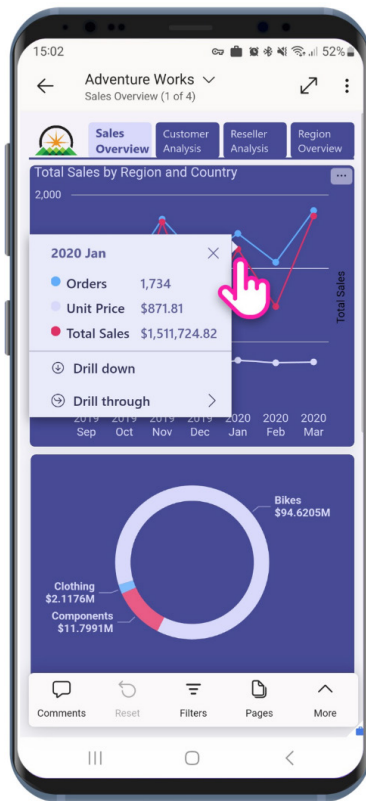 15:02
52%
Adventure Works
Sales Overview (1 of 4)
Sales Overview
Customer Analysis
Reseller Analysis
Region Overview
Total Sales by Region and Country
2,000
2020 Jan
Orders 1,734
Unit Price $871.81
Total Sales $1,511,724.82
Drill down
Drill through
Total Sales
2019 Sep
2019 Oct
2019 Nov
2019 Dec
2020 Jan
2020 Feb
2020 Mar
Bikes
$94.6205M
Clothing
$2.1176M
Components
$11.7991M
Comments
Reset
Filters
Pages
More